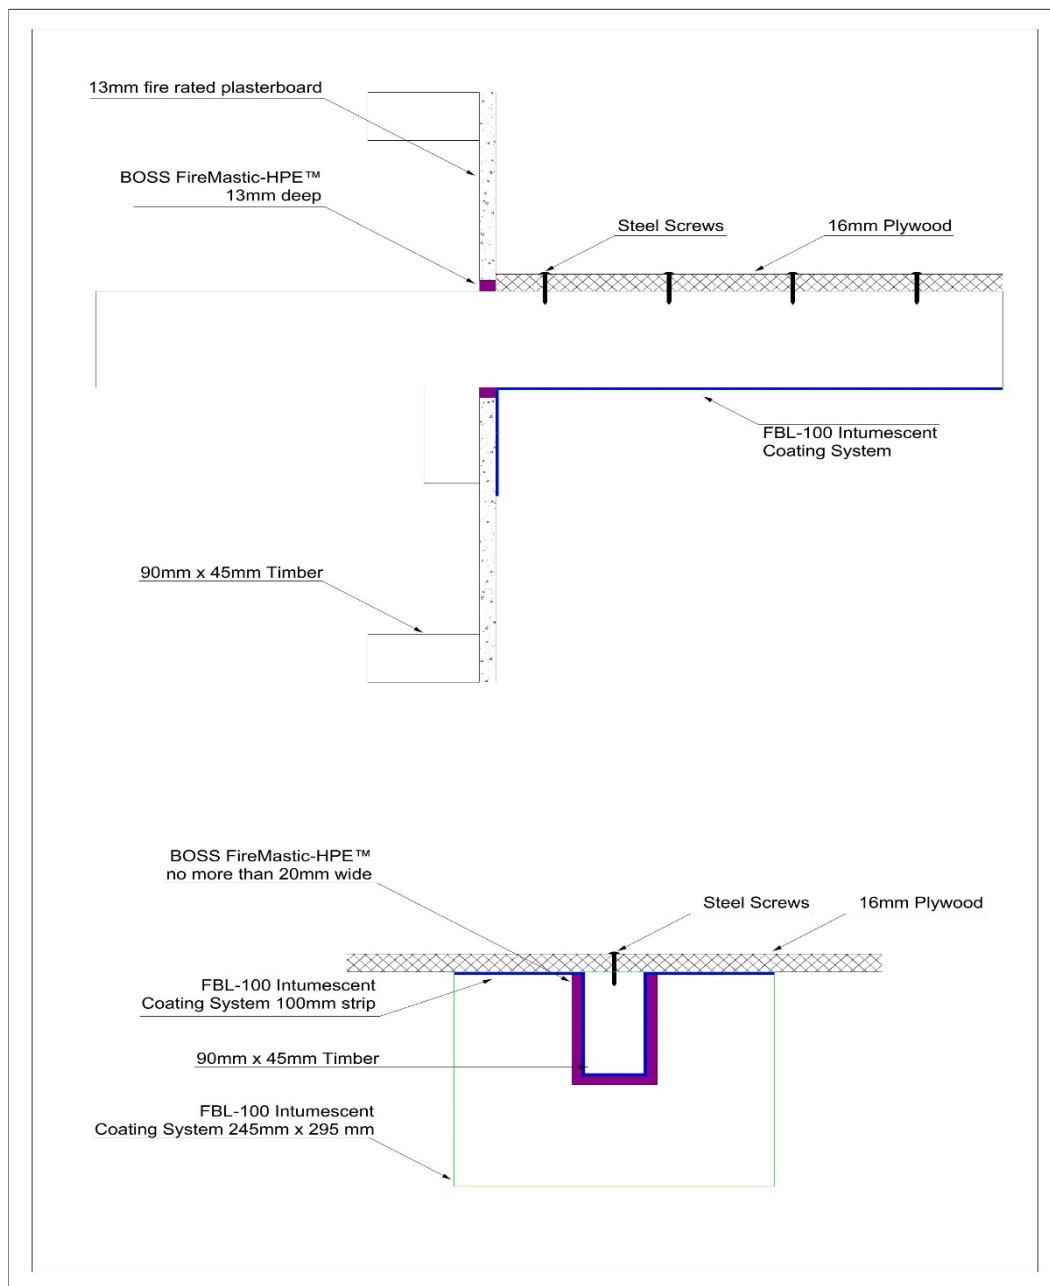 13mm fire rated plasterboard
BOSS FireMastic-HPE™
13mm deep
Steel Screws
16mm Plywood
FBL-100 Intumescent
Coating System
90mm x 45mm Timber
BOSS FireMastic-HPE™
no more than 20mm wide
Steel Screws
16mm Plywood
FBL-100 Intumescent
Coating System 100mm strip
90mm x 45mm Timber
FBL-100 Intumescent
Coating System 245mm x 295 mm